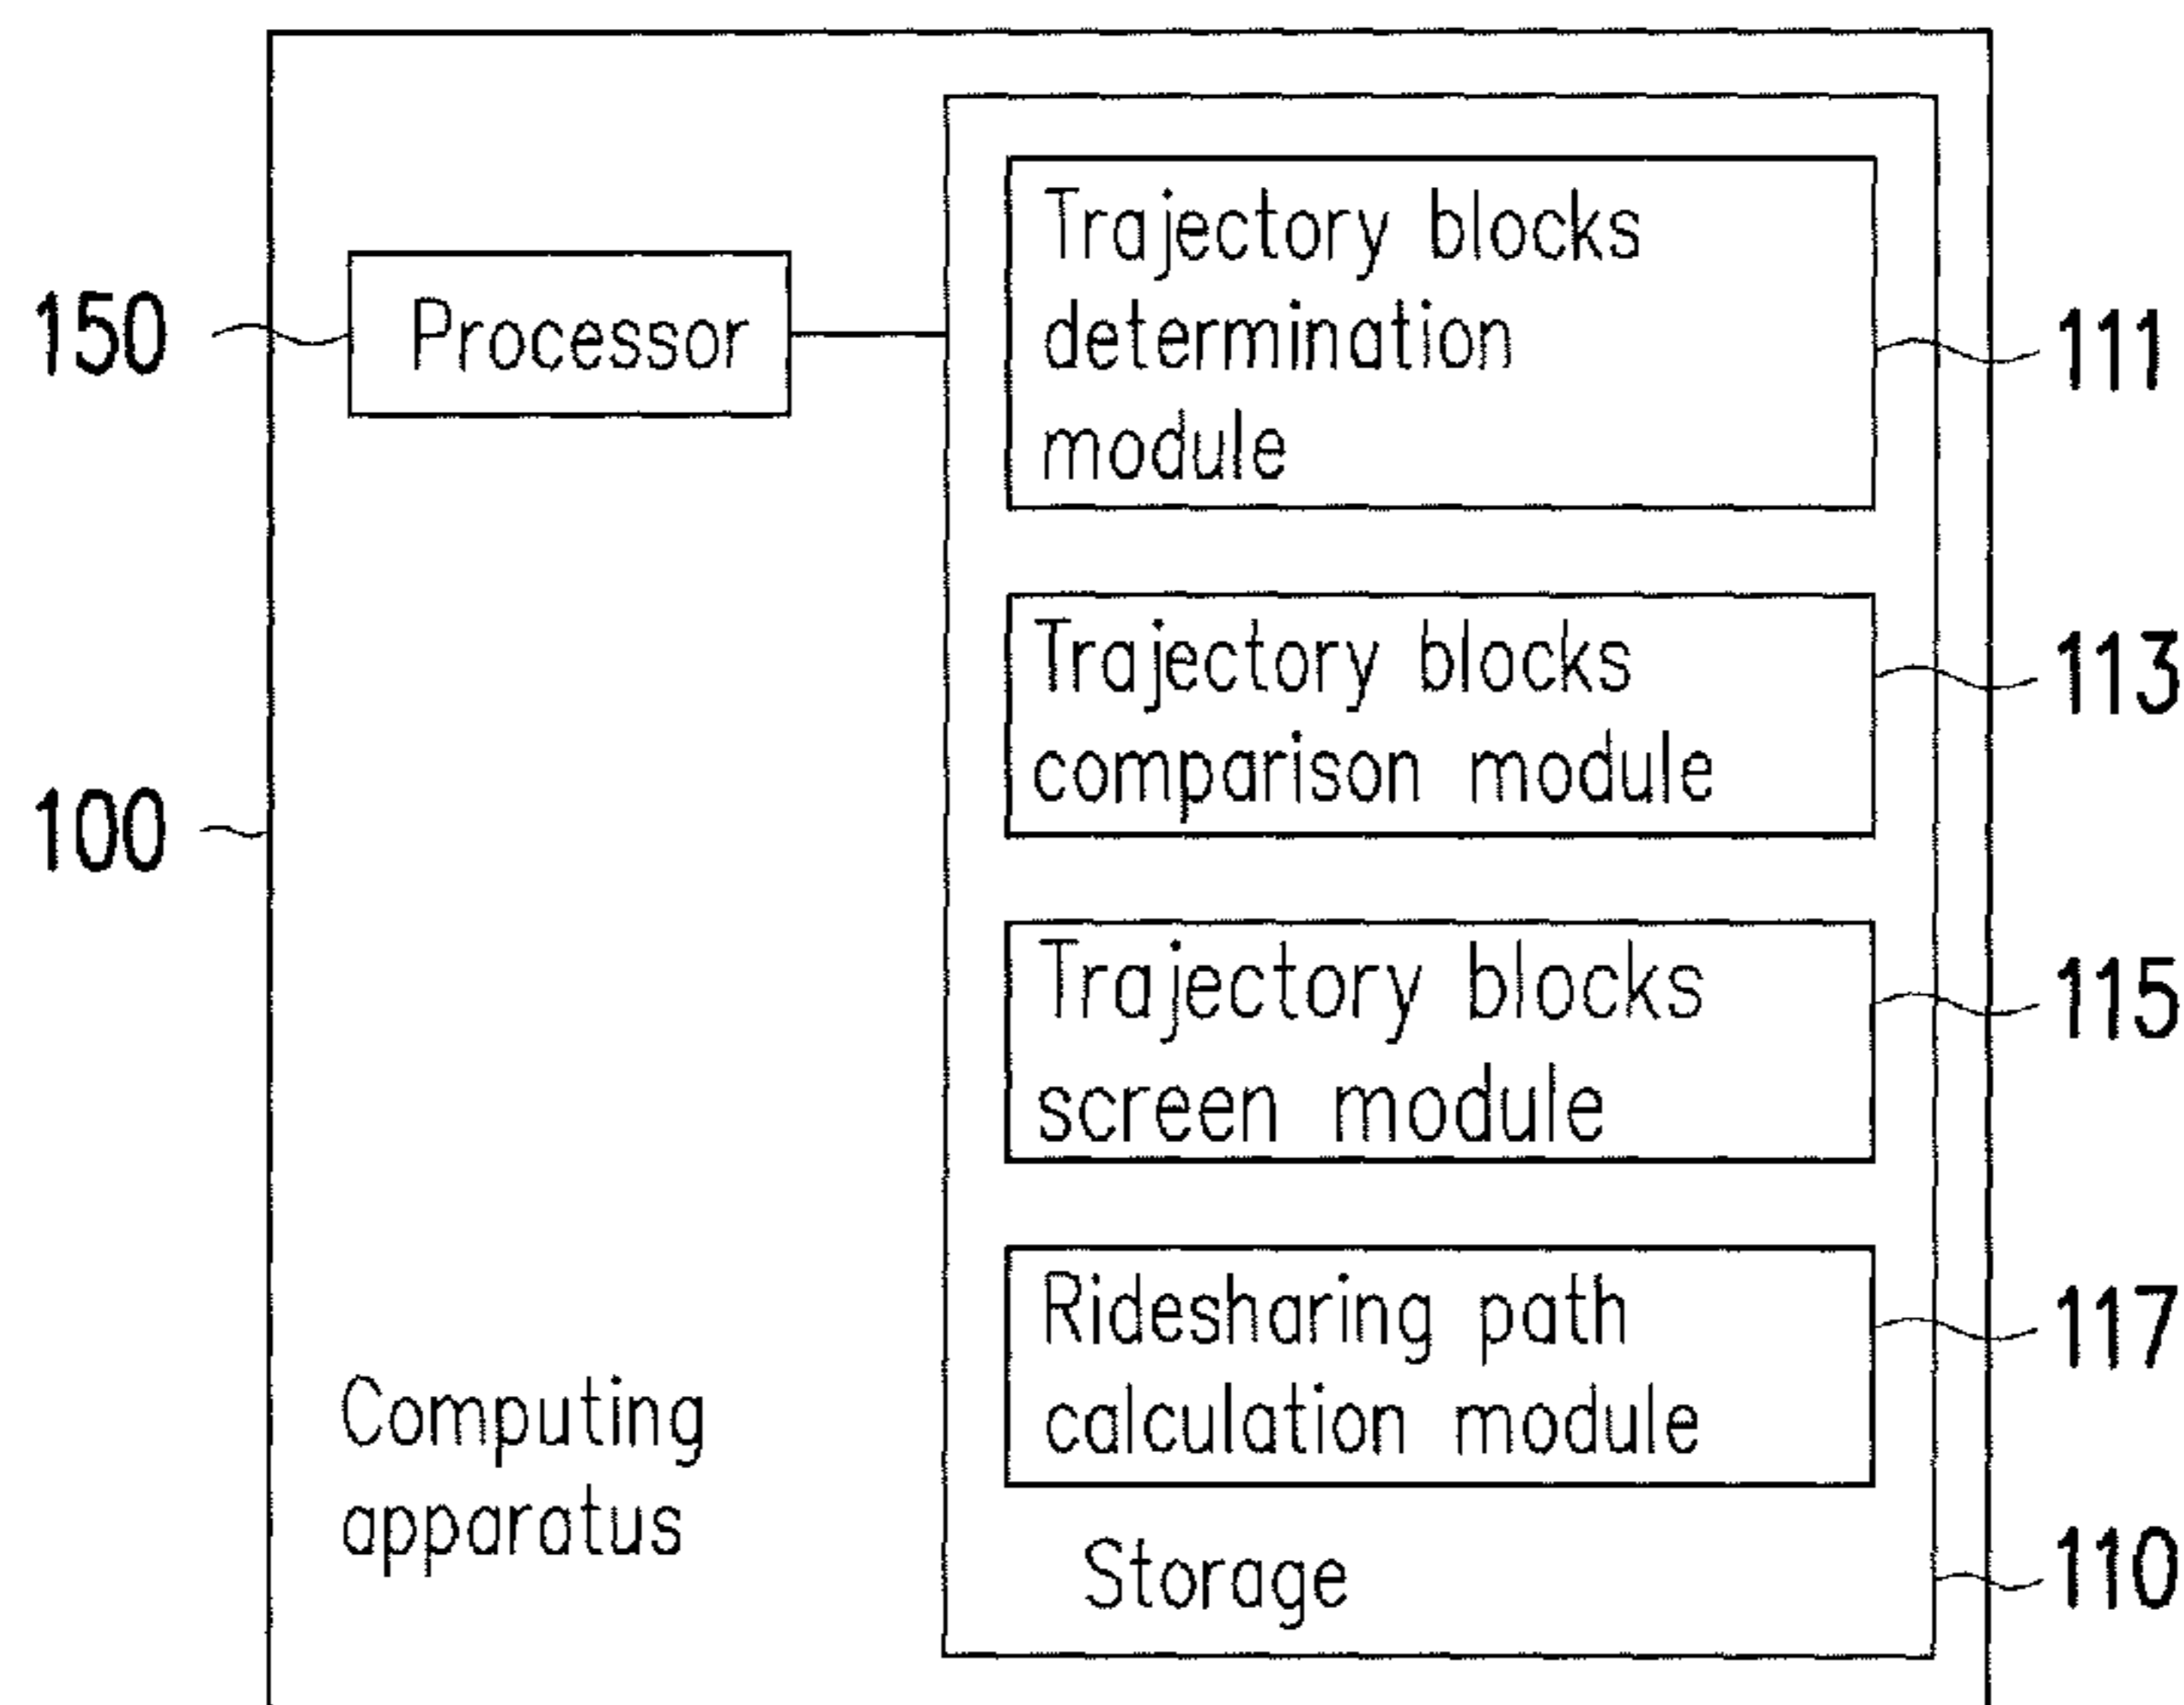 150
Processor
Trajectory blocks
determination
module
111
Trajectory blocks
comparison module
113
100
Trajectory blocks
screen module
115
Ridesharing path
calculation module
117
Computing
apparatus
Storage
110